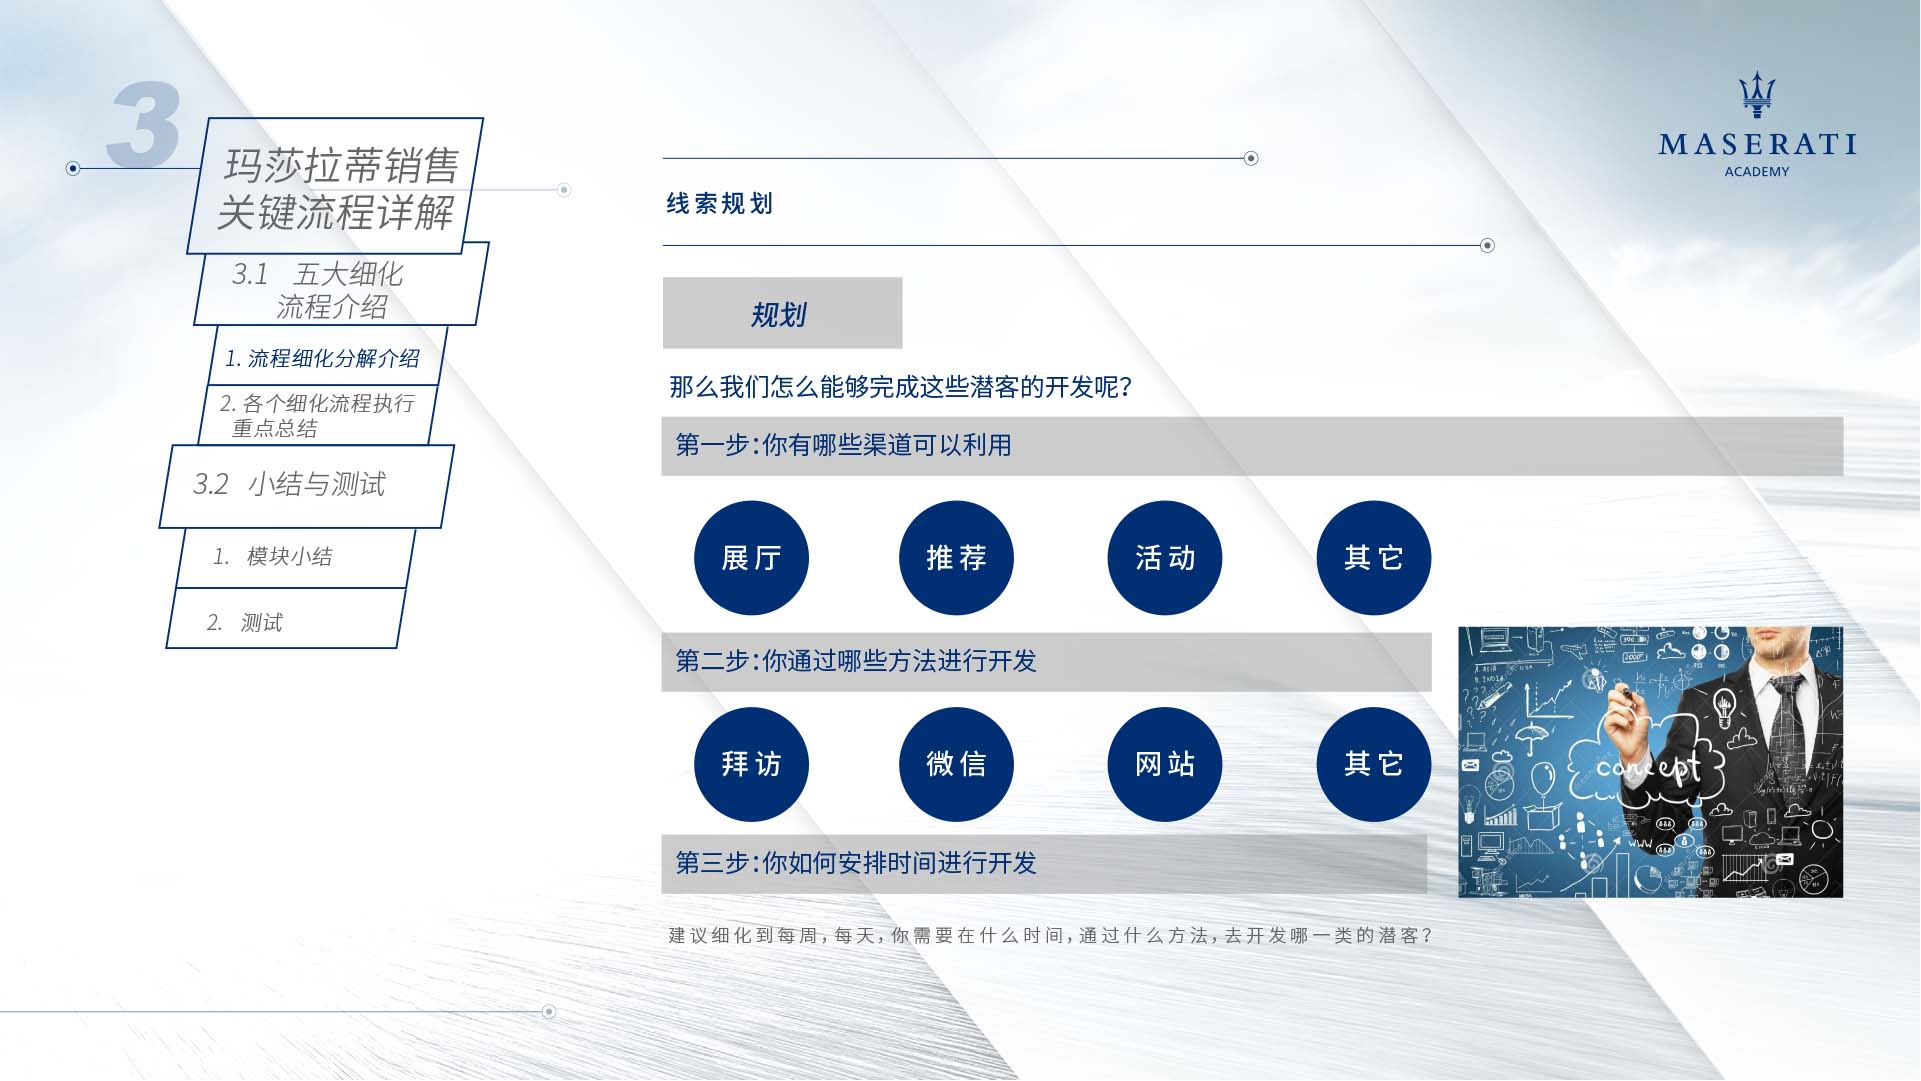 3
玛莎拉蒂销售
关键流程详解
3.1 五大细化
流程介绍
1. 流程细化分解介绍
2. 各个细化流程执行
重点总结
3.2 小结与测试
1. 模块小结
2. 测试
MASERATI
ACADEMY
线索规划
规划
那么我们怎么能够完成这些潜客的开发呢？
第一步：你有哪些渠道可以利用
展厅
推荐
活动
其它
第二步：你通过哪些方法进行开发
拜访
微信
网站
其它
第三步：你如何安排时间进行开发
建议细化到每周，每天，你需要在什么时间，通过什么方法，去开发哪一类的潜客？
concept
www